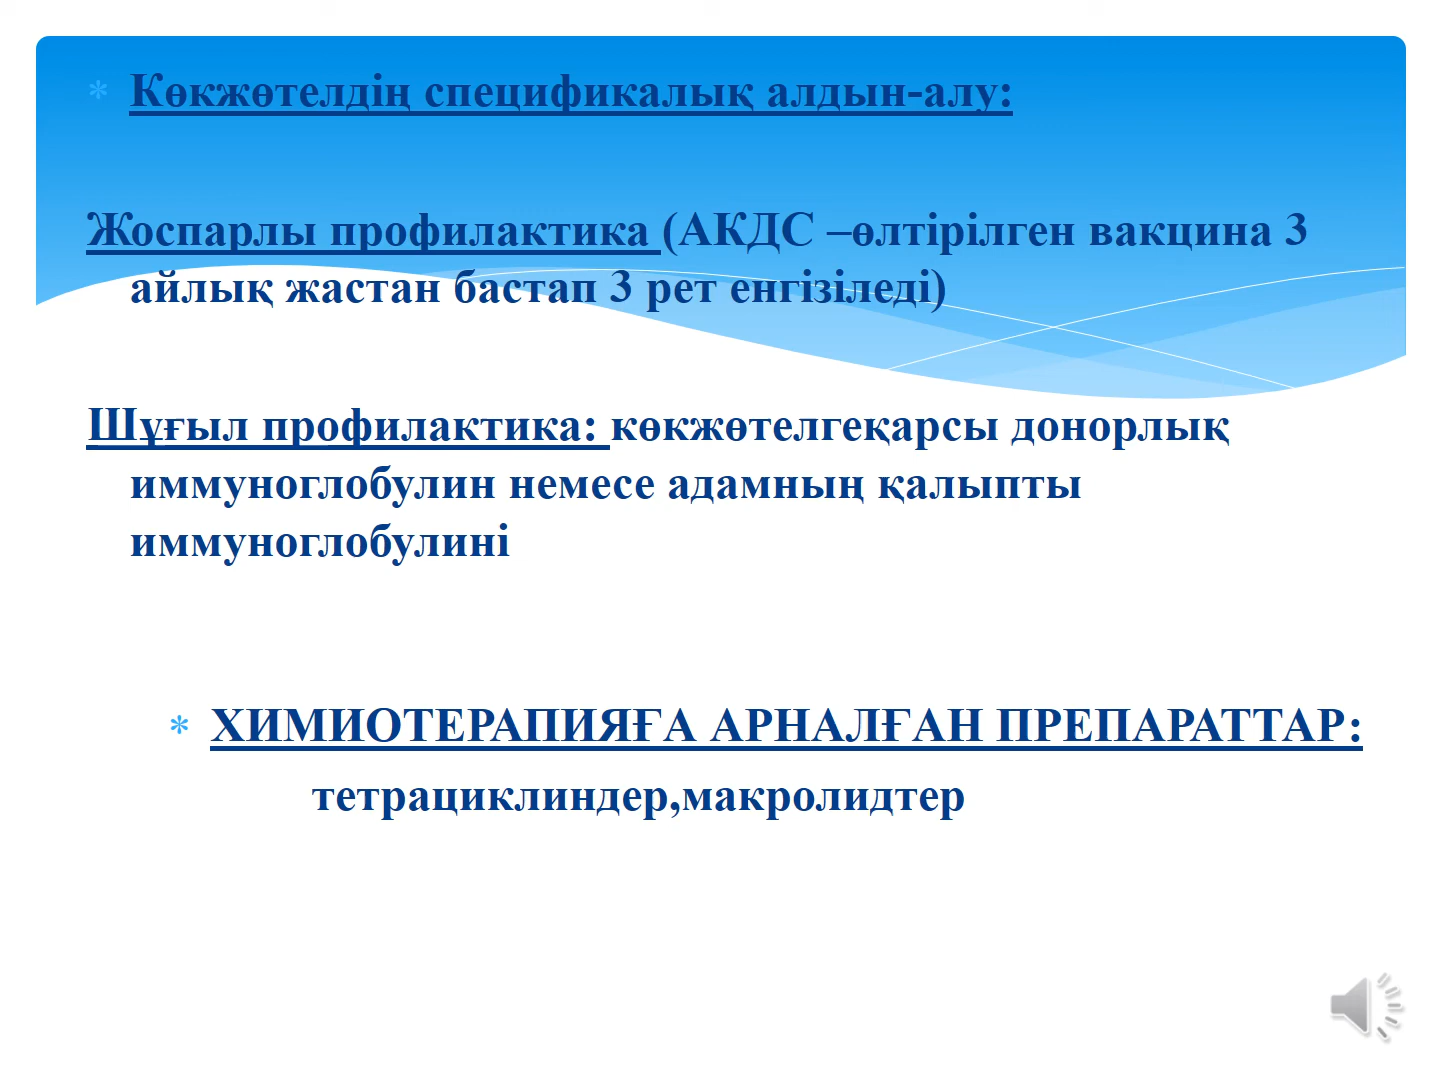 * Көкжөтелдің спецификалық алдын-алу:
Жоспарлы профилактика (АКДС –өлтірілген вакцина 3
айлық жастан бастап 3 рет енгізіледі)
Шұғыл профилактика: көкжөтелгеқарсы донорлық
иммуноглобулин немесе адамның қалыпты
иммуноглобулині
* ХИМИОТЕРАПИЯҒА АРНАЛҒАН ПРЕПАРАТТАР:
тетрациклиндер,макролидтер